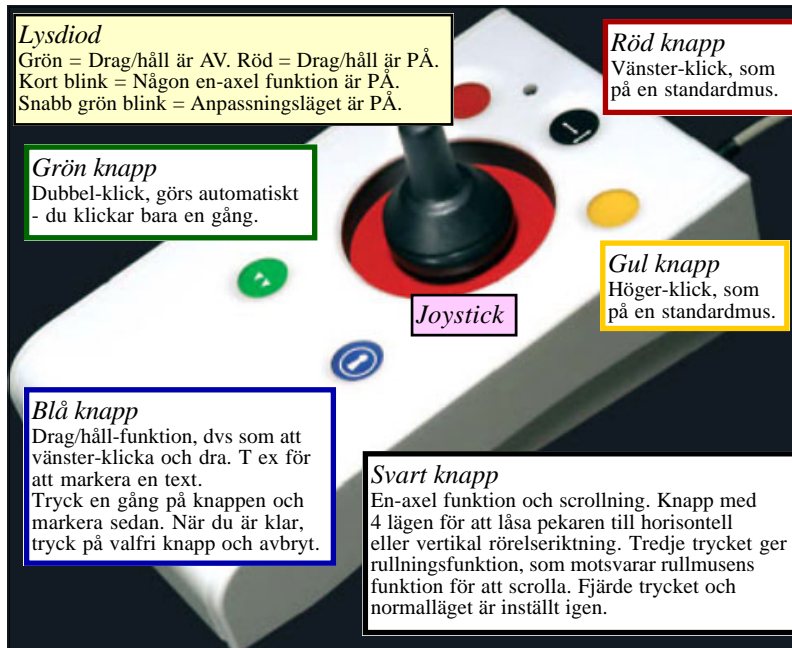 Lysdiod
Grön = Drag/håll är AV. Röd = Drag/håll är PÅ.
Kort blink = Någon en-axel funktion är PÅ.
Snabb grön blink = Anpassningsläget är PÅ.
Röd knapp
Vänster-klick, som
på en standardmus.
Grön knapp
Dubbel-klick, görs automatiskt
- du klickar bara en gång.
Gul knapp
Höger-klick, som
på en standardmus.
Joystick
Blå knapp
Drag/håll-funktion, dvs som att
vänster-klicka och dra. T ex för
att markera en text.
Tryck en gång på knappen och
markera sedan. När du är klar,
tryck på valfri knapp och avbryt.
Svart knapp
En-axel funktion och scrollning. Knapp med
4 lägen för att låsa pekaren till horisontell
eller vertikal rörelseriktning. Tredje trycket ger
rullningsfunktion, som motsvarar rullmusens
funktion för att scrolla. Fjärde trycket och
normalläget är inställt igen.